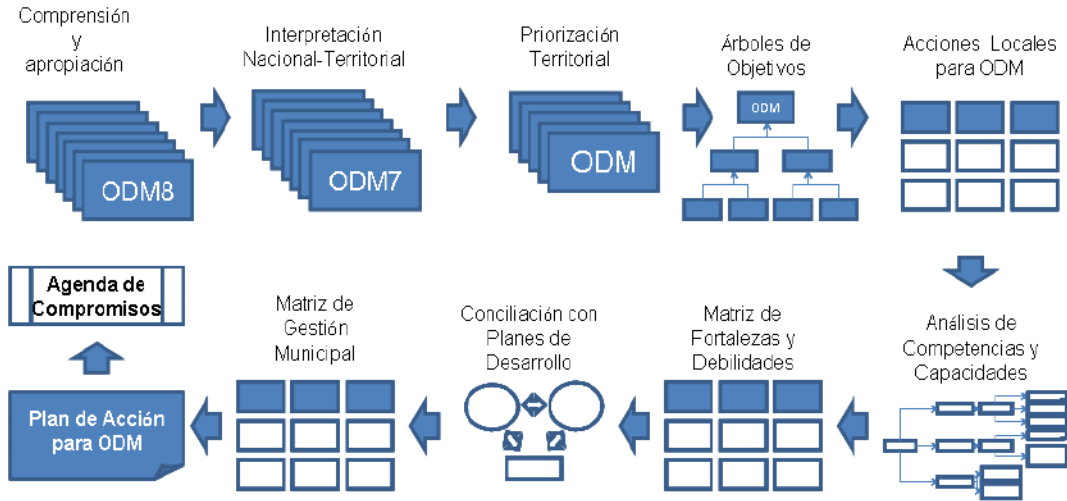 Comprensión
y
apropiación
ODM8
Interpretación
Nacional-Territorial
ODM7
Priorización
Territorial
ODM
Árboles de
Objetivos
ODM
Acciones Locales
para ODM
Análisis de
Competencias y
Capacidades
Matriz de
Fortalezas y
Debilidades
Conciliación con
Planes de
Desarrollo
Matriz de
Gestión
Municipal
Plan de Acción
para ODM
Agenda de
Compromisos